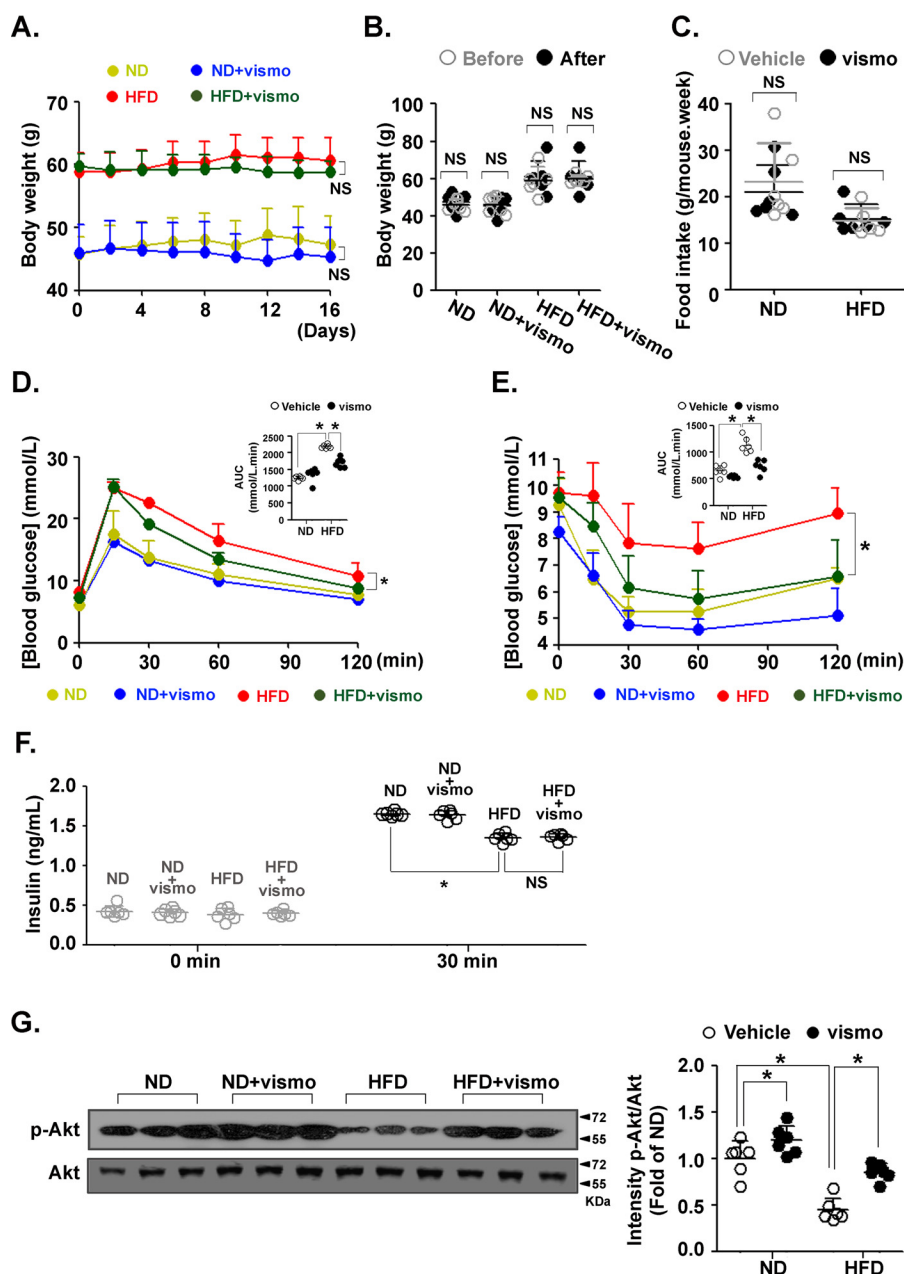 A.
ND ND+vismo
HFD HFD+vismo
Body weight (g)
70
60
50
40
NS
NS
0 4 8 12 16
(Days)
B.
Before After
Body weight (g)
100
80
60
40
20
0
NS NS NS NS
ND ND+vismo HFD HFD+vismo
C.
Vehicle vismo
Food intake (g/mouse.week)
50
40
30
20
10
0
NS
NS
ND HFD
D.
[Blood glucose] (mmol/L)
40
30
20
10
0
0 30 60 90 120 (min)
*
Vehicle vismo
AUC
(mmol/L.min)
2500
2000
1500
1000
500
0
* *
ND HFD
ND ND+vismo HFD HFD+vismo
E.
[Blood glucose] (mmol/L)
11
10
9
8
7
6
5
4
0 30 60 90 120 (min)
*
Vehicle vismo
AUC
(mmol/L.min)
1500
1000
500
0
* *
ND HFD
ND ND+vismo HFD HFD+vismo
F.
Insulin (ng/mL)
2.0
1.5
1.0
0.5
0.0
ND
ND
+
vismo
HFD
HFD
+
vismo
ND
ND
+
vismo
HFD
HFD
+
vismo
* NS
0 min 30 min
G.
ND ND+vismo HFD HFD+vismo
p-Akt
72
55
Akt
72
55
KDa
Vehicle vismo
Intensity p-Akt/Akt
(Fold of ND)
2.0
1.5
1.0
0.5
0.0
* *
*
ND HFD